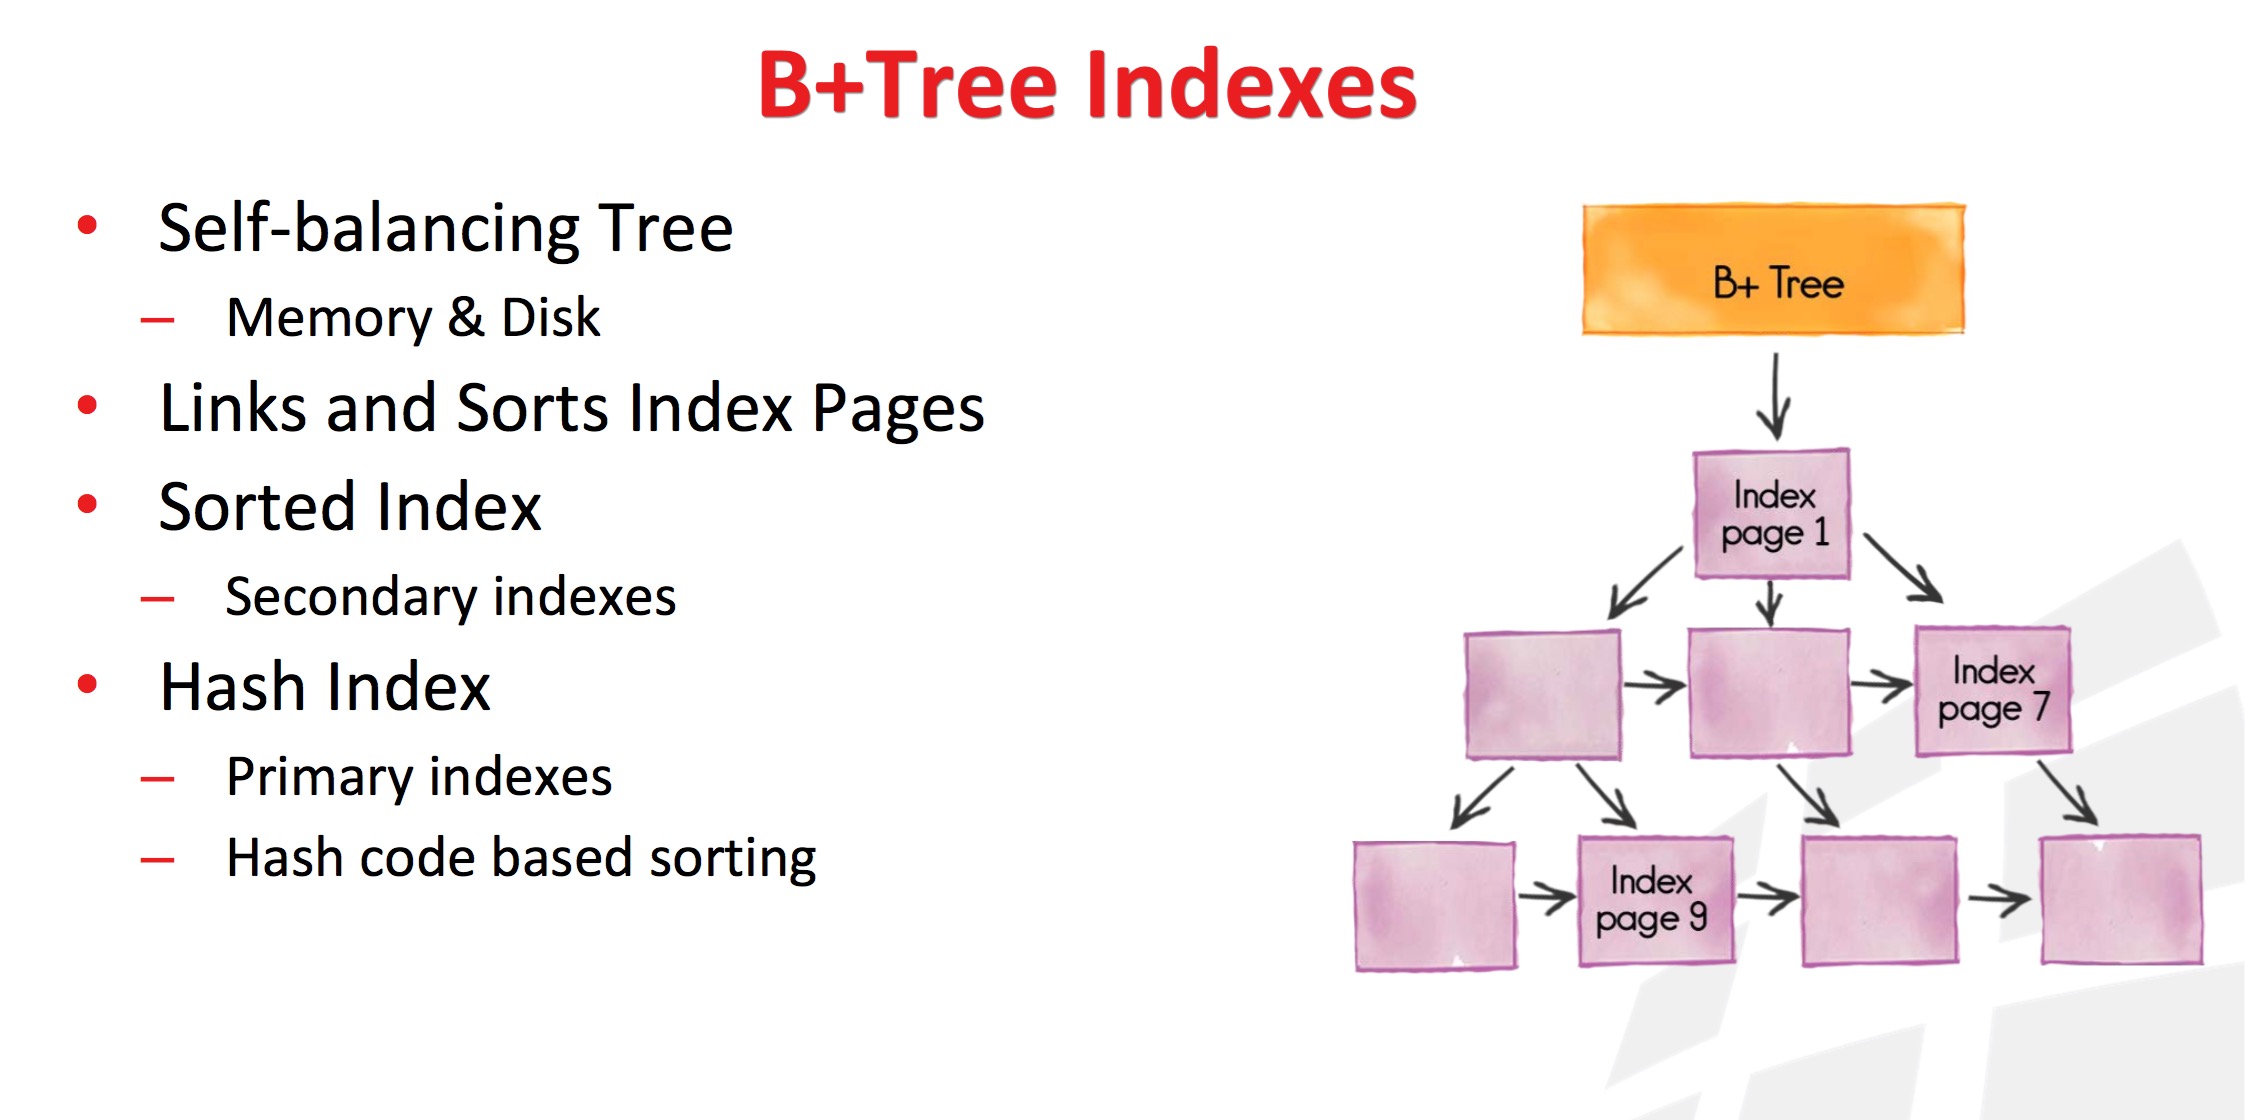 B+Tree Indexes
• Self-balancing Tree
– Memory & Disk
• Links and Sorts Index Pages
• Sorted Index
– Secondary indexes
• Hash Index
– Primary indexes
– Hash code based sorting
B+ Tree
Index
page 1
Index
page 7
Index
page 9